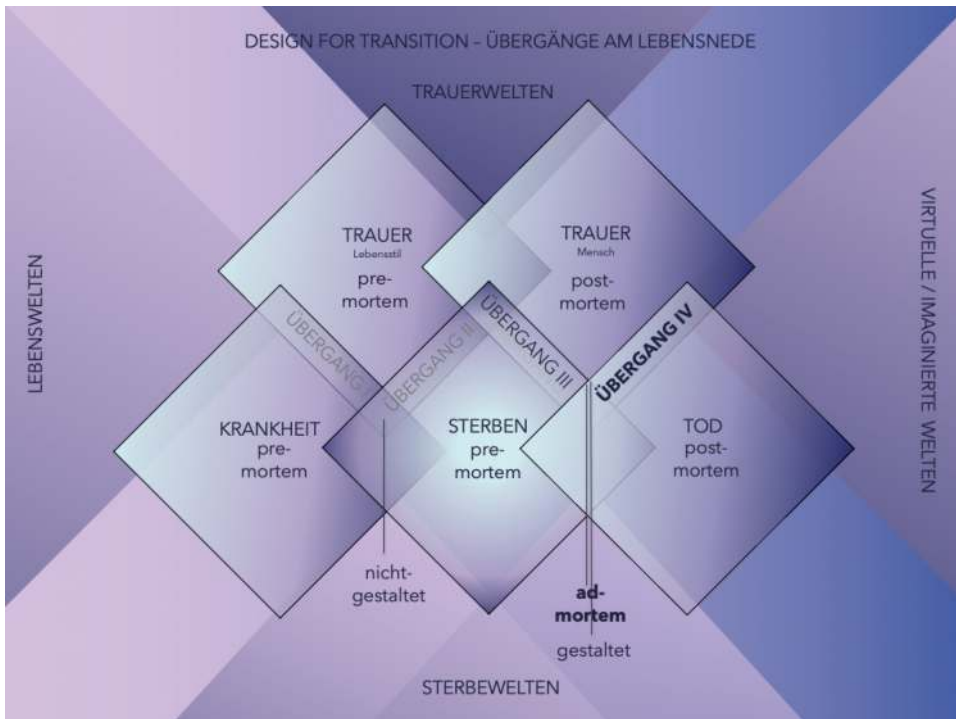 DESIGN FOR TRANSITION – ÜBERGÄNGE AM LEBENSNEDE
TRAUERWELTEN
LEBENSWELTEN
VIRTUELLE / IMAGINIERTE WELTEN
TRAUER
Lebensstil
pre-
mortem
TRAUER
Mensch
post-
mortem
ÜBERGANG I
ÜBERGANG II
ÜBERGANG III
ÜBERGANG IV
KRANKHEIT
pre-
mortem
STERBEN
pre-
mortem
TOD
post-
mortem
nicht-
gestaltet
ad-
mortem
gestaltet
STERBEWELTEN